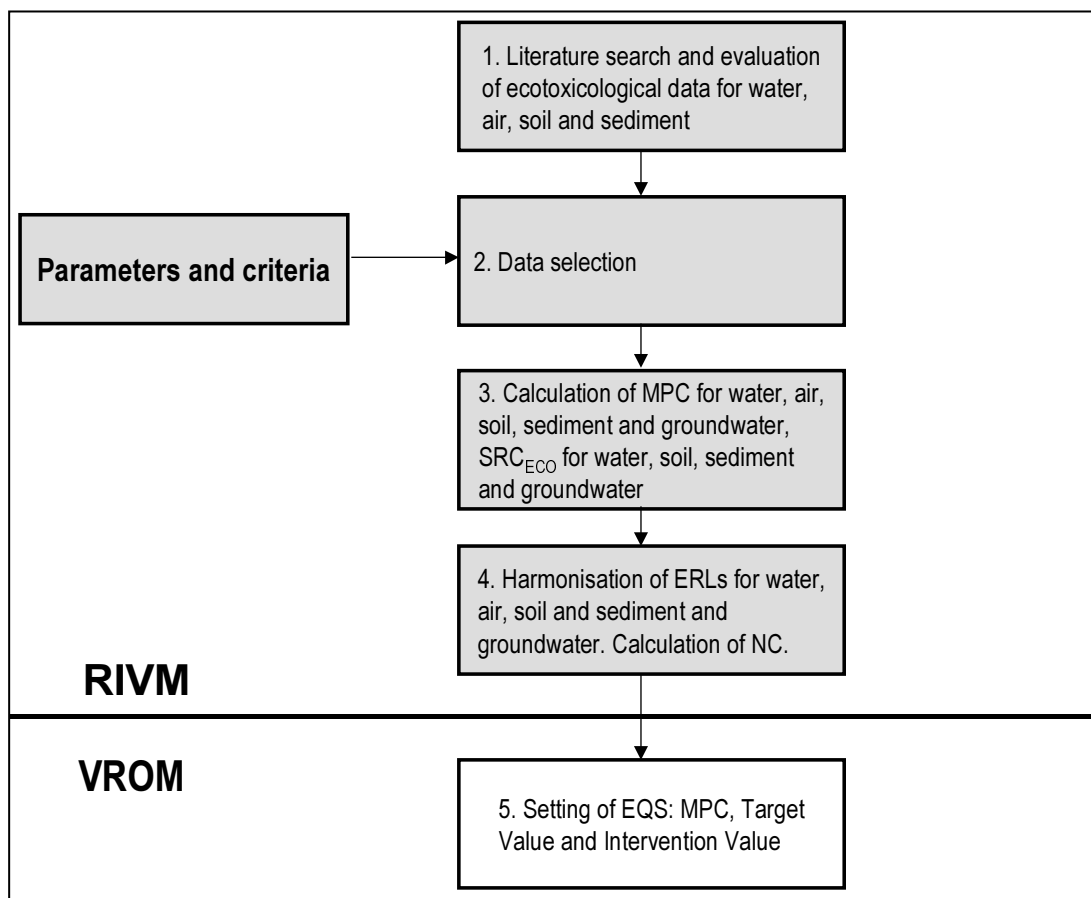 1. Literature search and evaluation
of ecotoxicological data for water,
air, soil and sediment
Parameters and criteria
2. Data selection
3. Calculation of MPC for water, air,
soil, sediment and groundwater,
SRCECO for water, soil, sediment
and groundwater
4. Harmonisation of ERLs for water,
air, soil and sediment and
groundwater. Calculation of NC.
RIVM
VROM
5. Setting of EQS: MPC, Target
Value and Intervention Value